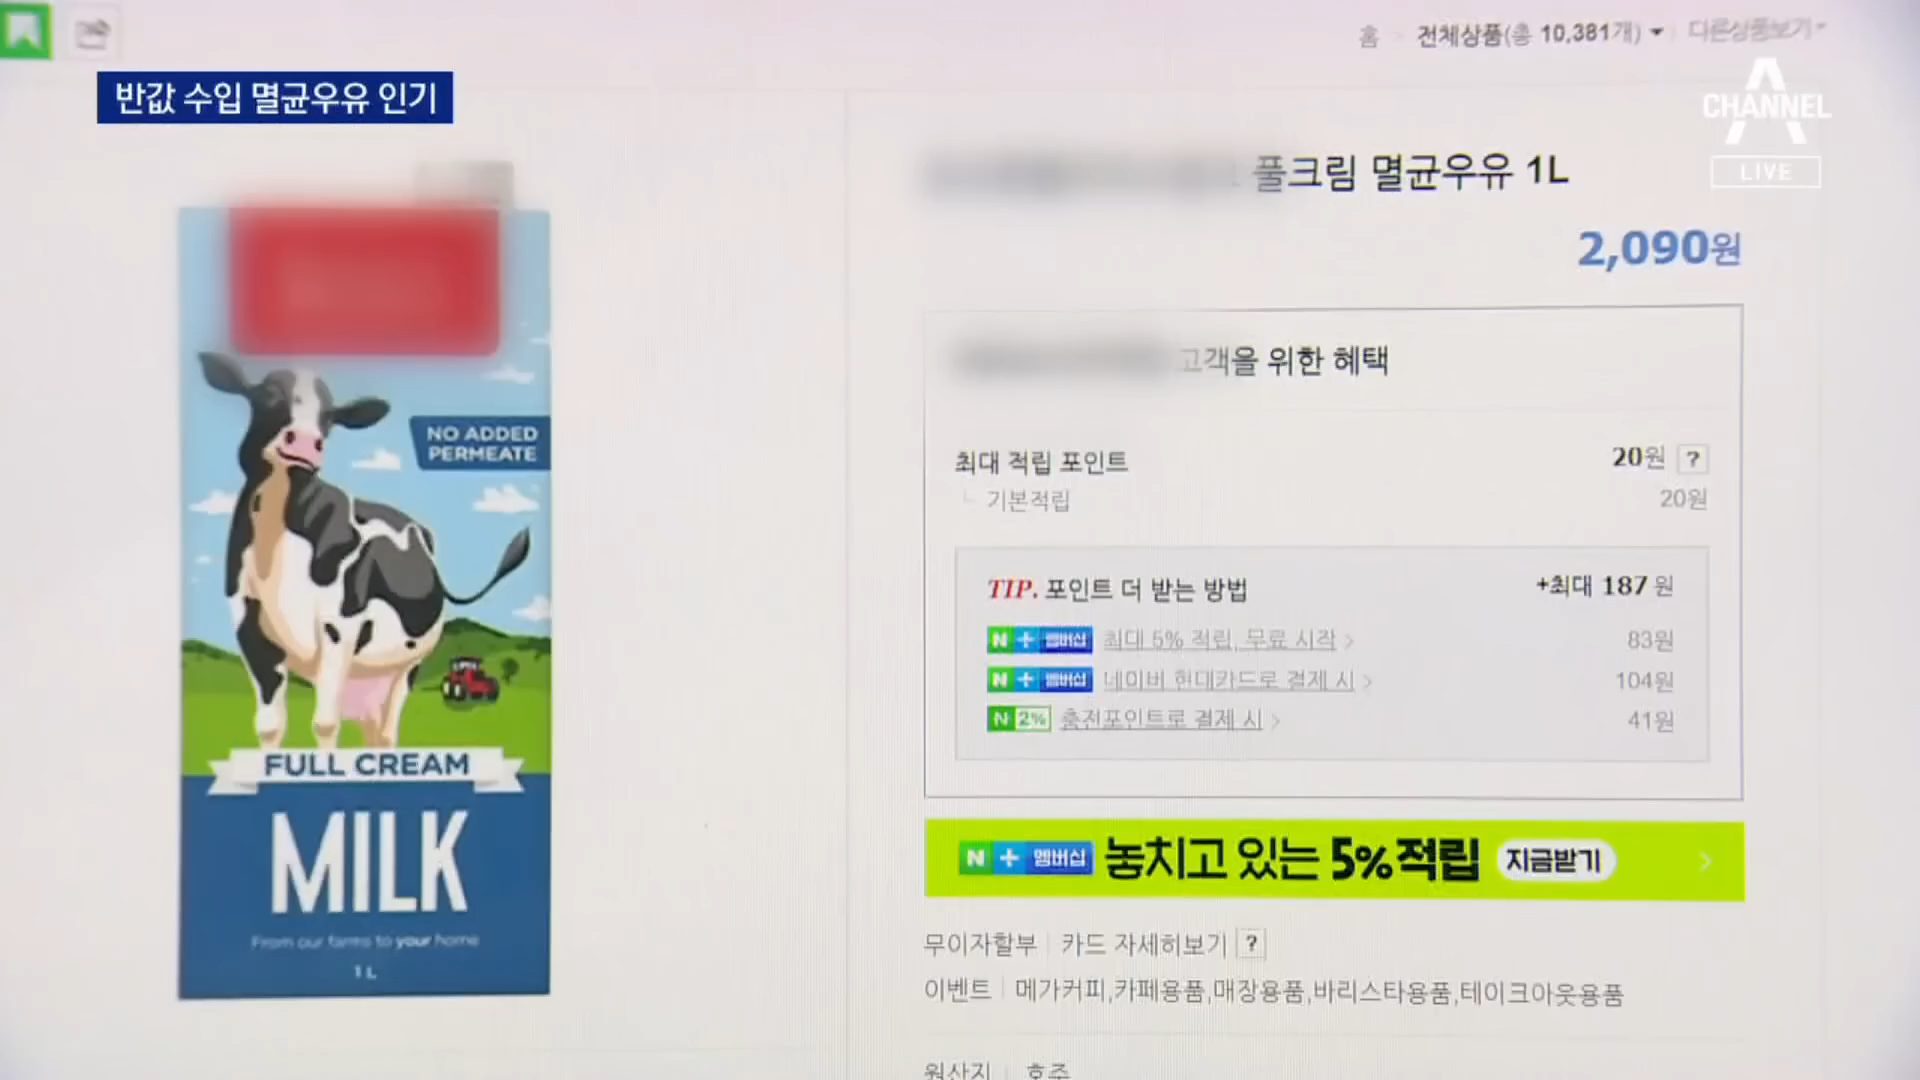 홈 > 전체상품(총 10,381개) 다른상품보기
반값 수입 멸균우유 인기
CHANNEL A
LIVE
풀크림 멸균우유 1L
2,090원
고객을 위한 혜택
NO ADDED
PERMEATE
최대 적립 포인트 20원 ?
기본적립 20원
TIP. 포인트 더 받는 방법 +최대 187 원
N + 멤버십 최대 5% 적립, 무료 시작 > 83원
N + 멤버십 네이버 현대카드로 결제 시 > 104원
N 2% 충전포인트로 결제 시 > 41원
FULL CREAM
MILK
From our farms to your home
1 L
N + 멤버십 놓치고 있는 5% 적립 지금받기 >
무이자할부 카드 자세히보기 ?
이벤트 메가커피,카페용품,매장용품,바리스타용품,테이크아웃용품
원산지 호주